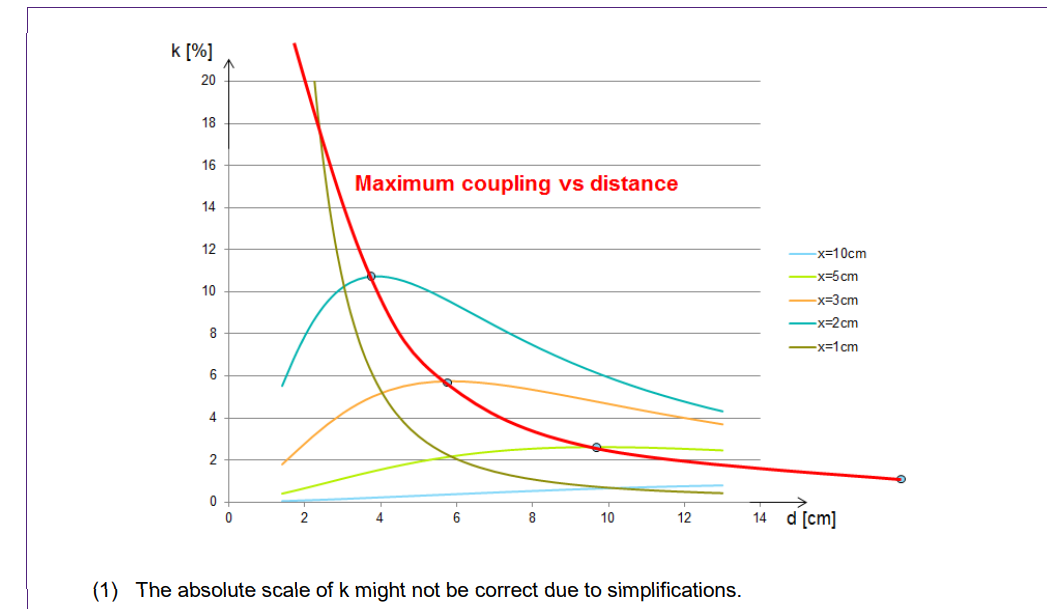 k [%]
20
18
16
Maximum coupling vs distance
14
12
x=10cm
x=5cm
10
x=3cm
x=2cm
8
x=1cm
6
4
2
0
0 2 4 6 8 10 12 14 d [cm]
(1) The absolute scale of k might not be correct due to simplifications.